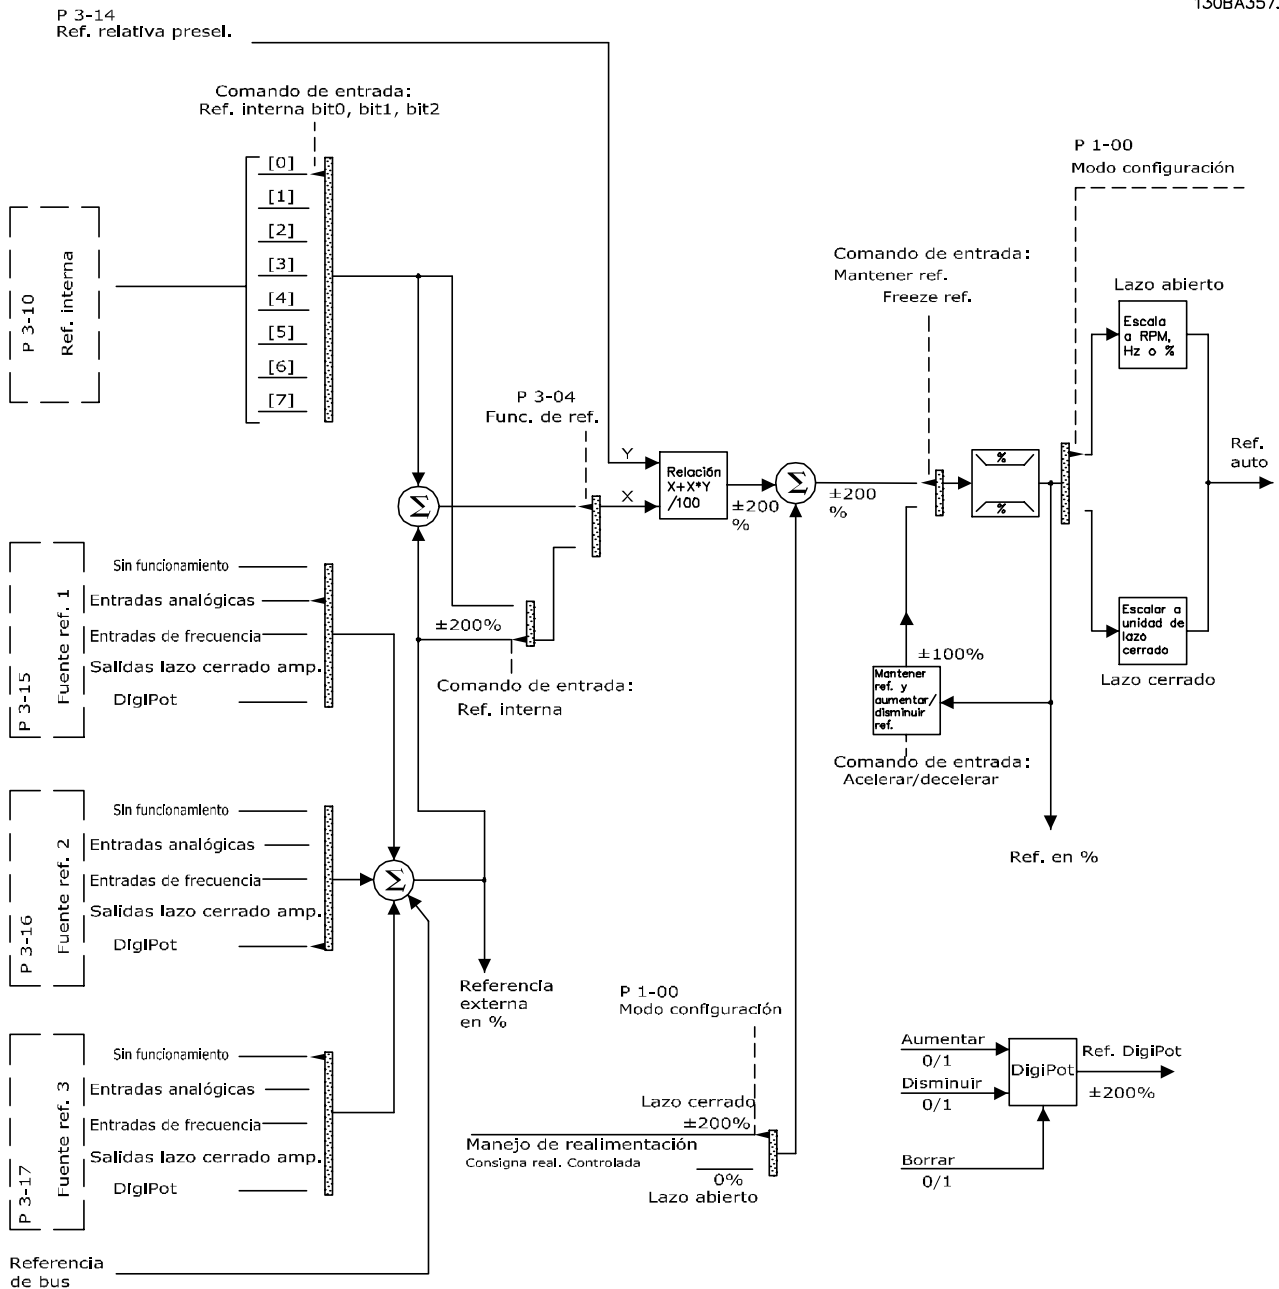 130BA357.
P 3-14
Ref. relativa presel.
Comando de entrada:
Ref. interna bit0, bit1, bit2
P 3-10
Ref. interna
[0]
[1]
[2]
[3]
[4]
[5]
[6]
[7]
P 1-00
Modo configuración
Comando de entrada:
Mantener ref.
Freeze ref.
Lazo abierto
Escala
a RPM,
Hz o %
P 3-04
Func. de ref.
Y
X
Relación
X+X*Y
/100
±200
%
Σ
±200
%
%
%
Ref.
auto
Σ
P 3-15
Fuente ref. 1
Sin funcionamiento
Entradas analógicas
Entradas de frecuencia
Salidas lazo cerrado amp.
DigiPot
±200%
Comando de entrada:
Ref. interna
±100%
Mantener
ref. y
aumentar/
disminuir
ref.
Comando de entrada:
Acelerar/decelerar
Escalar a
unidad de
lazo
cerrado
Lazo cerrado
Ref. en %
P 3-16
Fuente ref. 2
Sin funcionamiento
Entradas analógicas
Entradas de frecuencia
Salidas lazo cerrado amp.
DigiPot
Σ
Referencia
externa
en %
P 1-00
Modo configuración
Lazo cerrado
±200%
Manejo de realimentación
Consigna real. Controlada
0%
Lazo abierto
P 3-17
Fuente ref. 3
Sin funcionamiento
Entradas analógicas
Entradas de frecuencia
Salidas lazo cerrado amp.
DigiPot
Aumentar
0/1
Disminuir
0/1
DigiPot
Ref. DigiPot
±200%
Borrar
0/1
Referencia
de bus